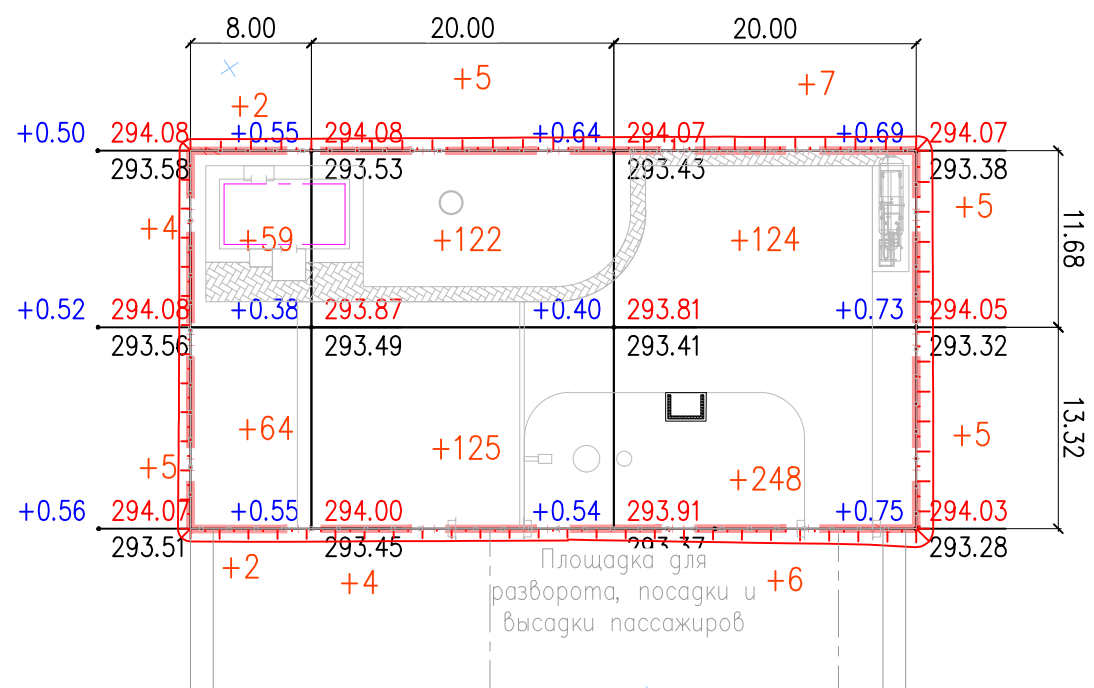 8.00 20.00 20.00
+2 +5 +7
+0.50 294.08 +0.55 294.08 +0.64 294.07 +0.69 294.07
293.58 293.53 293.43 293.38
+4 +59 +122 +124 +5 11.68
+0.52 294.08 +0.38 293.87 +0.40 293.81 +0.73 294.05
293.56 293.49 293.41 293.32
+64 +125 +5 13.32
+5 +248
+0.56 294.07 +0.55 294.00 +0.54 293.91 +0.75 294.03
293.51 293.45 293.37 293.28
+2 +4 +6
Площадка для
разворота, посадки и
высадки пассажиров